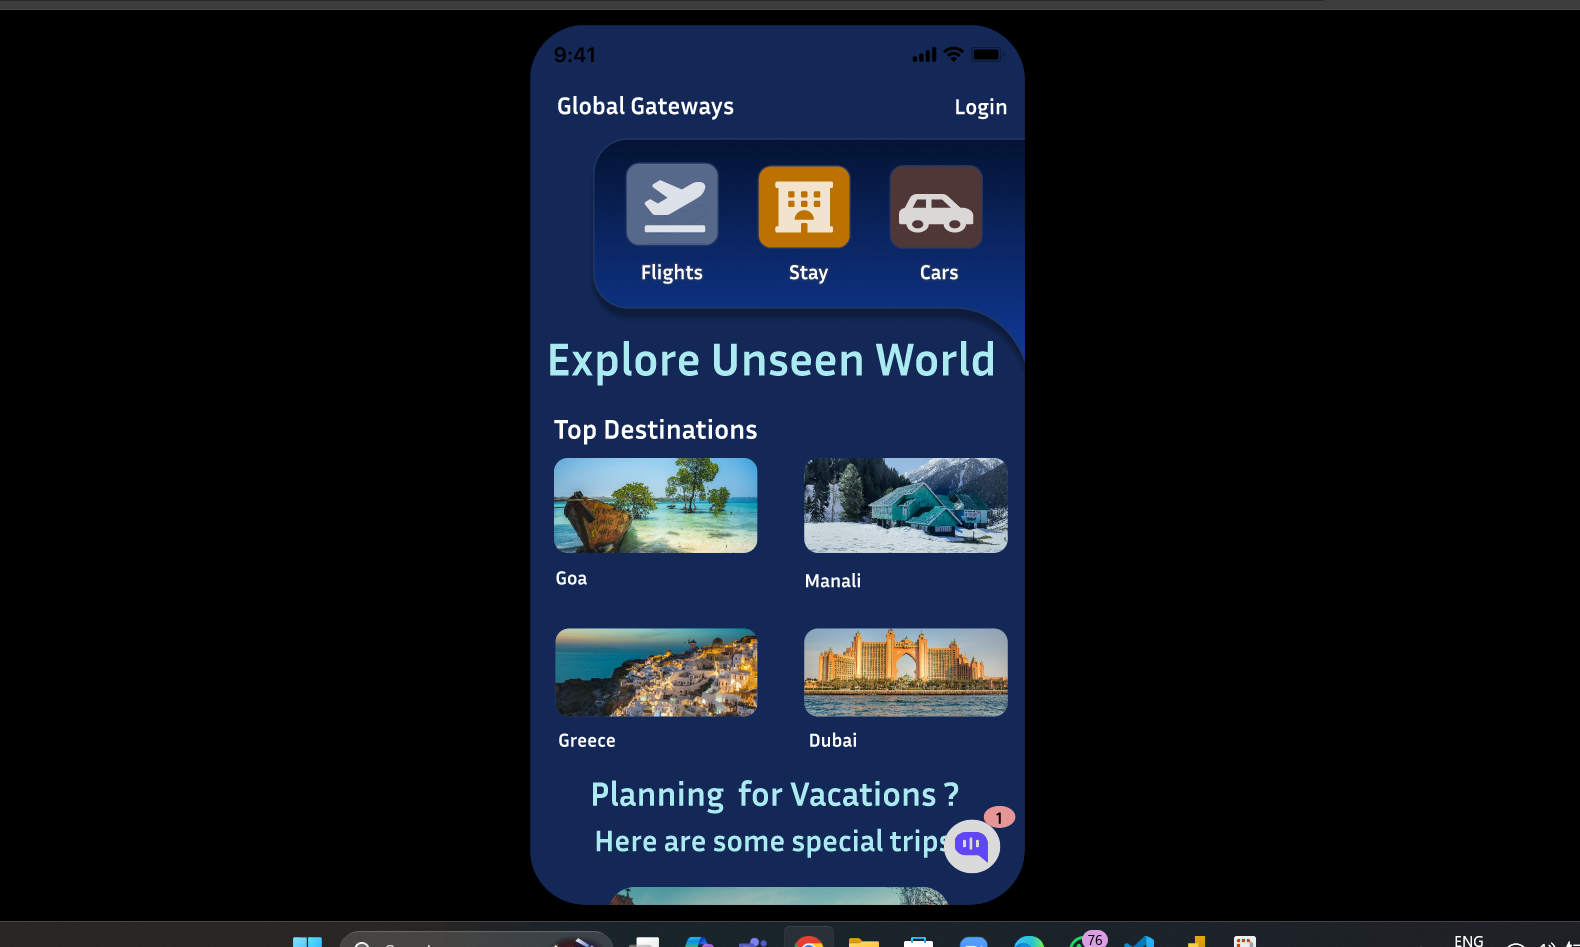 9:41
Global Gateways Login
Flights Stay Cars
Explore Unseen World
Top Destinations
Goa Manali
Greece Dubai
Planning for Vacations ?
1
Here are some special trips
76
ENG